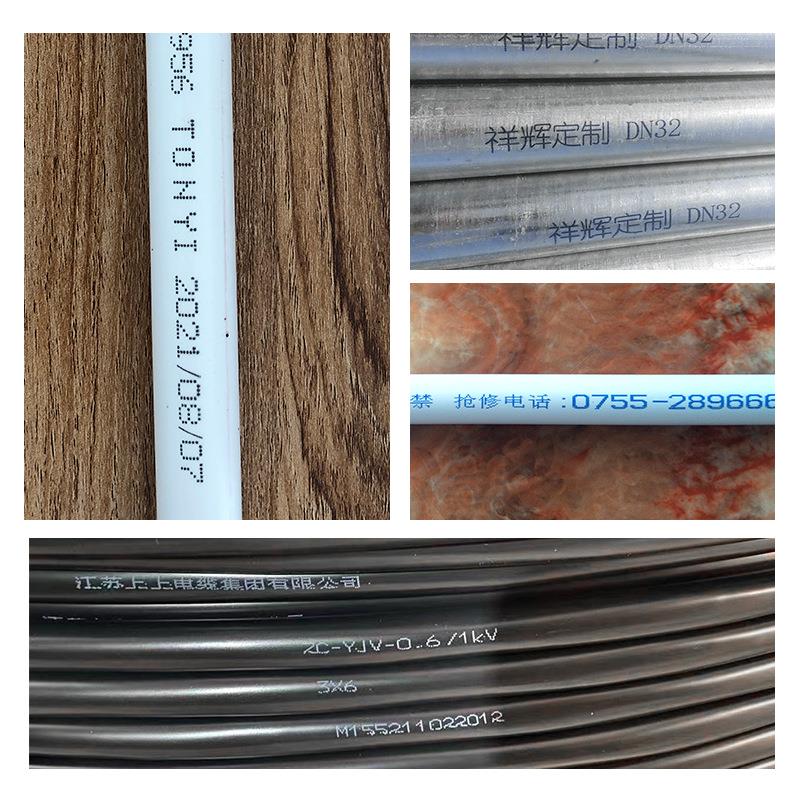 956 TONYI 2021/08/07
祥辉定制 DN32
祥辉定制 DN32
祥辉定制 DN32
禁 抢修电话:0755-289666
江苏上上电缆集团有限公司
ZC-YJV-0.6/1kV
3X6
M155211022012